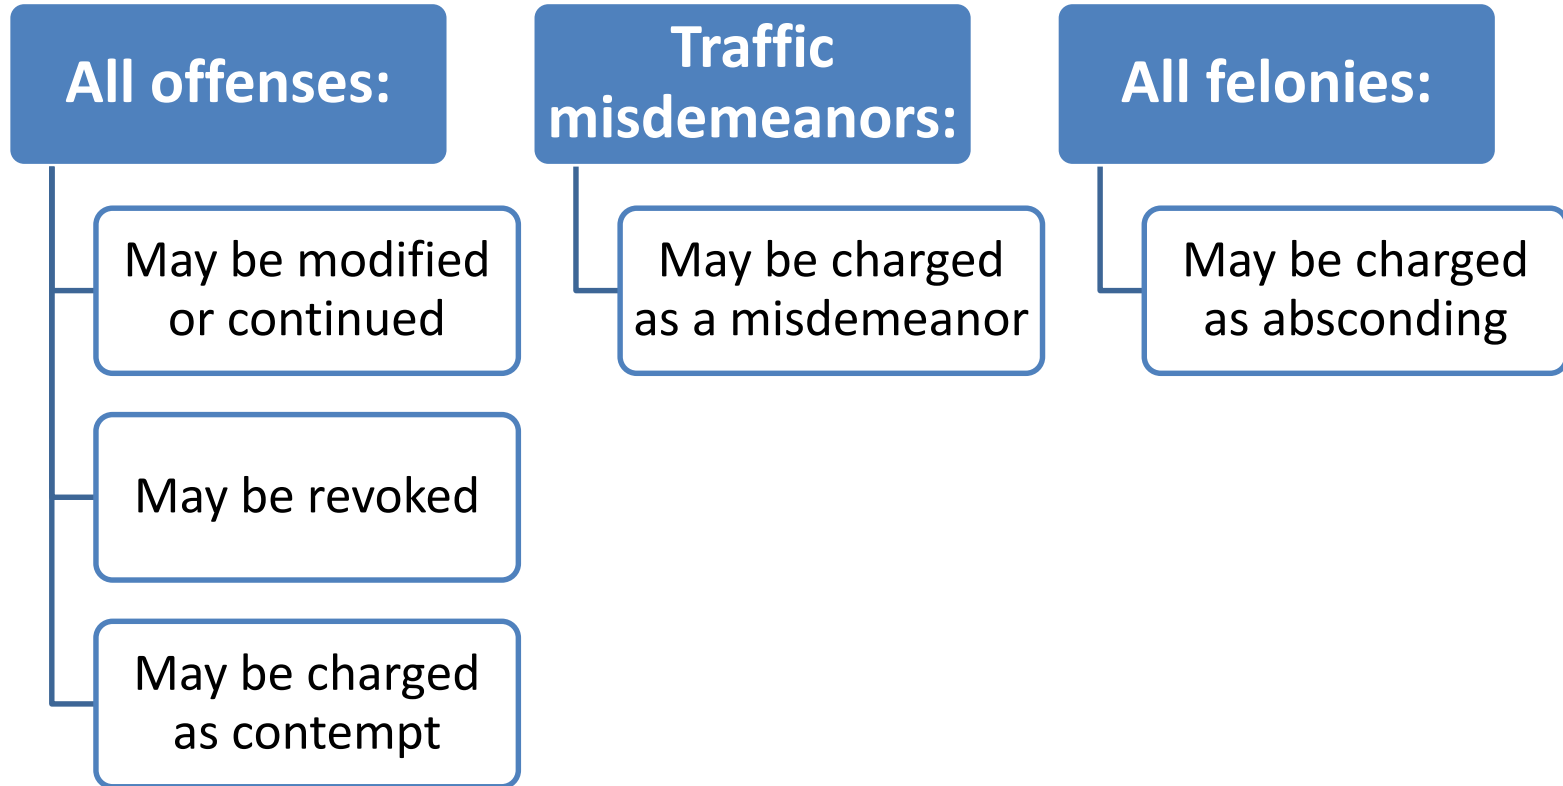 All offenses:
May be modified
or continued
May be revoked
May be charged
as contempt
Traffic
misdemeanors:
May be charged
as a misdemeanor
All felonies:
May be charged
as absconding